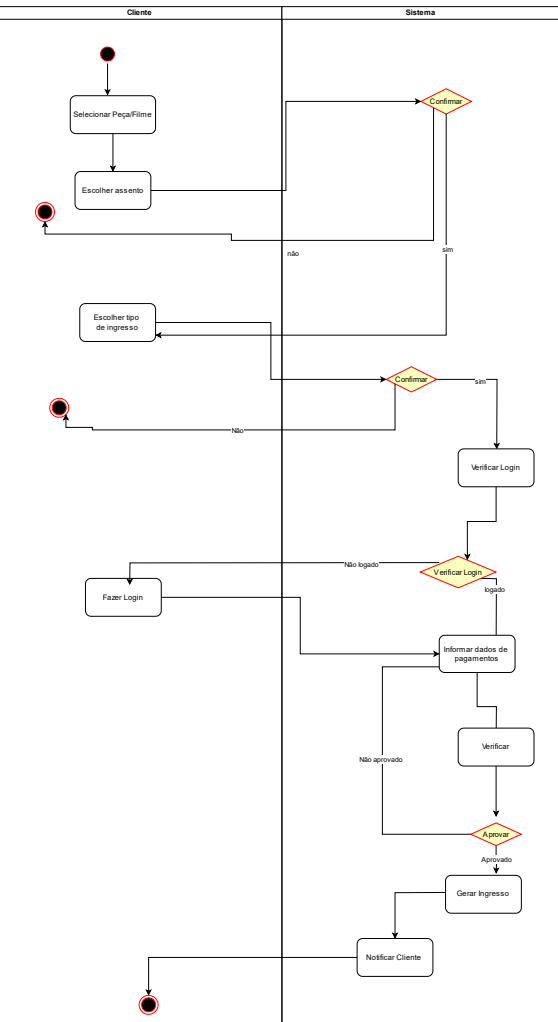 Cliente
Sistema
Confirmar
Selecionar Peça/Filme
Escolher assento
não
sim
Escolher tipo
de ingresso
Confirmar
sim
Não
Verificar Login
Não logado
Verificar Login
logado
Fazer Login
Informar dados de
pagamentos
Verificar
Não aprovado
Aprovar
Aprovado
Gerar Ingresso
Notificar Cliente